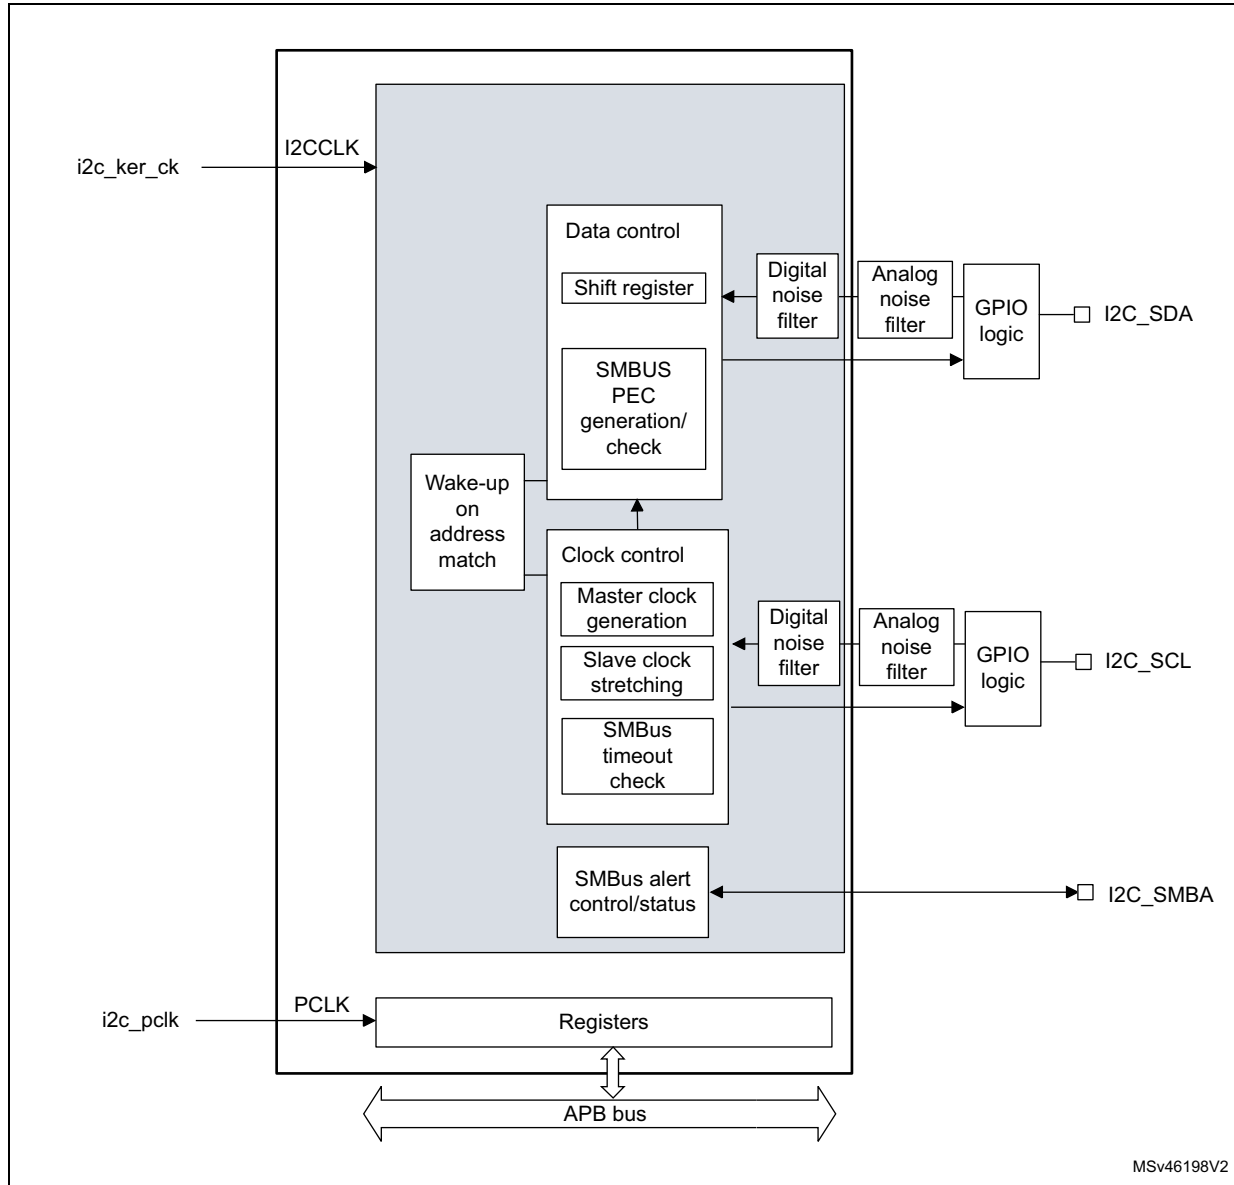 I2CCLK
i2c_ker_ck
Data control
Shift register
SMBUS
PEC
generation/
check
Digital
noise
filter
Analog
noise
filter
GPIO
logic
I2C_SDA
Wake-up
on
address
match
Clock control
Master clock
generation
Slave clock
stretching
SMBus
timeout
check
Digital
noise
filter
Analog
noise
filter
GPIO
logic
I2C_SCL
SMBus alert
control/status
I2C_SMBA
PCLK
i2c_pclk
Registers
APB bus
MSv46198V2